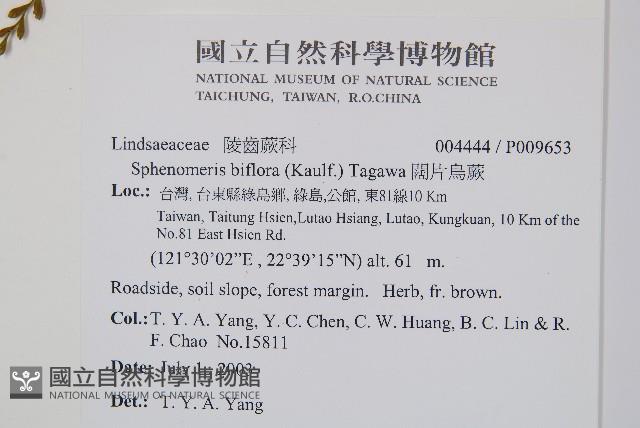 國立自然科學博物館
NATIONAL MUSEUM OF NATURAL SCIENCE
TAICHUNG, TAIWAN, R.O.CHINA
Lindsaeaceae 陵齒蕨科 004444 / P009653
Sphenomeris biflora (Kaulf.) Tagawa 闊片烏蕨
Loc.: 台灣, 台東縣綠島鄉, 綠島,公館, 東81線10 Km
Taiwan, Taitung Hsien,Lutao Hsiang, Lutao, Kungkuan, 10 Km of the
No.81 East Hsien Rd.
(121°30'02”E , 22°39'15”N) alt. 61 m.
Roadside, soil slope, forest margin. Herb, fr. brown.
Col.: T. Y. A. Yang, Y. C. Chen, C. W. Huang, B. C. Lin & R.
F. Chao No.15811
Date: July 1, 2003
國立自然科學博物館
NATIONAL MUSEUM OF NATURAL SCIENCE
Det.: T. Y. A. Yang